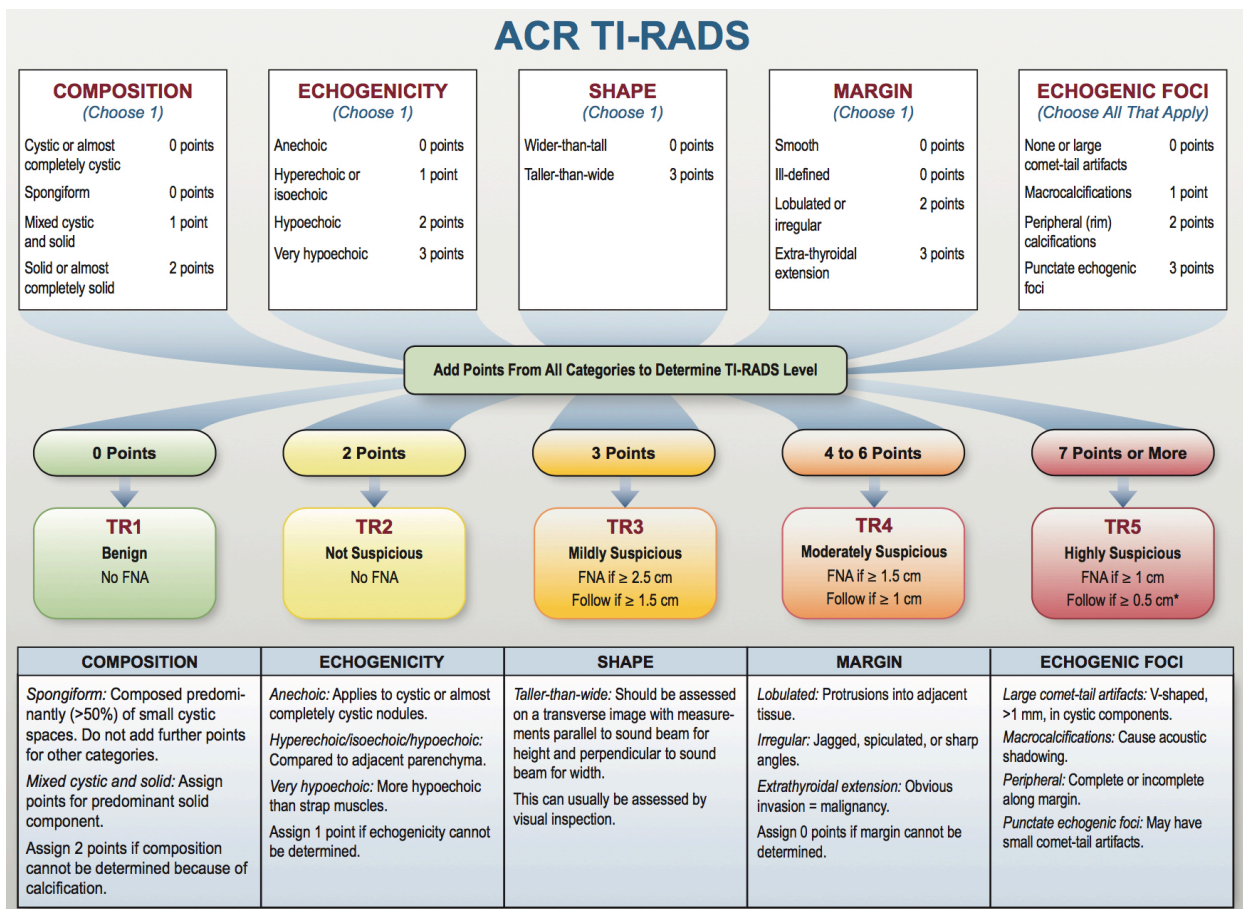 ACR TI-RADS
COMPOSITION
(Choose 1)
Cystic or almost 0 points
completely cystic
Spongiform 0 points
Mixed cystic 1 point
and solid
Solid or almost 2 points
completely solid
ECHOGENICITY
(Choose 1)
Anechoic 0 points
Hyperechoic or 1 point
isoechoic
Hypoechoic 2 points
Very hypoechoic 3 points
SHAPE
(Choose 1)
Wider-than-tall 0 points
Taller-than-wide 3 points
MARGIN
(Choose 1)
Smooth 0 points
Ill-defined 0 points
Lobulated or 2 points
irregular
Extra-thyroidal 3 points
extension
ECHOGENIC FOCI
(Choose All That Apply)
None or large 0 points
comet-tail artifacts
Macrocalcifications 1 point
Peripheral (rim) 2 points
calcifications
Punctate echogenic 3 points
foci
Add Points From All Categories to Determine TI-RADS Level
0 Points
2 Points
3 Points
4 to 6 Points
7 Points or More
TR1
Benign
No FNA
TR2
Not Suspicious
No FNA
TR3
Mildly Suspicious
FNA if ≥ 2.5 cm
Follow if ≥ 1.5 cm
TR4
Moderately Suspicious
FNA if ≥ 1.5 cm
Follow if ≥ 1 cm
TR5
Highly Suspicious
FNA if ≥ 1 cm
Follow if ≥ 0.5 cm*
COMPOSITION
Spongiform: Composed predomi-
nantly (>50%) of small cystic
spaces. Do not add further points
for other categories.
Mixed cystic and solid: Assign
points for predominant solid
component.
Assign 2 points if composition
cannot be determined because of
calcification.
ECHOGENICITY
Anechoic: Applies to cystic or almost
completely cystic nodules.
Hyperechoic/isoechoic/hypoechoic:
Compared to adjacent parenchyma.
Very hypoechoic: More hypoechoic
than strap muscles.
Assign 1 point if echogenicity cannot
be determined.
SHAPE
Taller-than-wide: Should be assessed
on a transverse image with measure-
ments parallel to sound beam for
height and perpendicular to sound
beam for width.
This can usually be assessed by
visual inspection.
MARGIN
Lobulated: Protrusions into adjacent
tissue.
Irregular: Jagged, spiculated, or sharp
angles.
Extrathyroidal extension: Obvious
invasion = malignancy.
Assign 0 points if margin cannot be
determined.
ECHOGENIC FOCI
Large comet-tail artifacts: V-shaped,
>1 mm, in cystic components.
Macrocalcifications: Cause acoustic
shadowing.
Peripheral: Complete or incomplete
along margin.
Punctate echogenic foci: May have
small comet-tail artifacts.